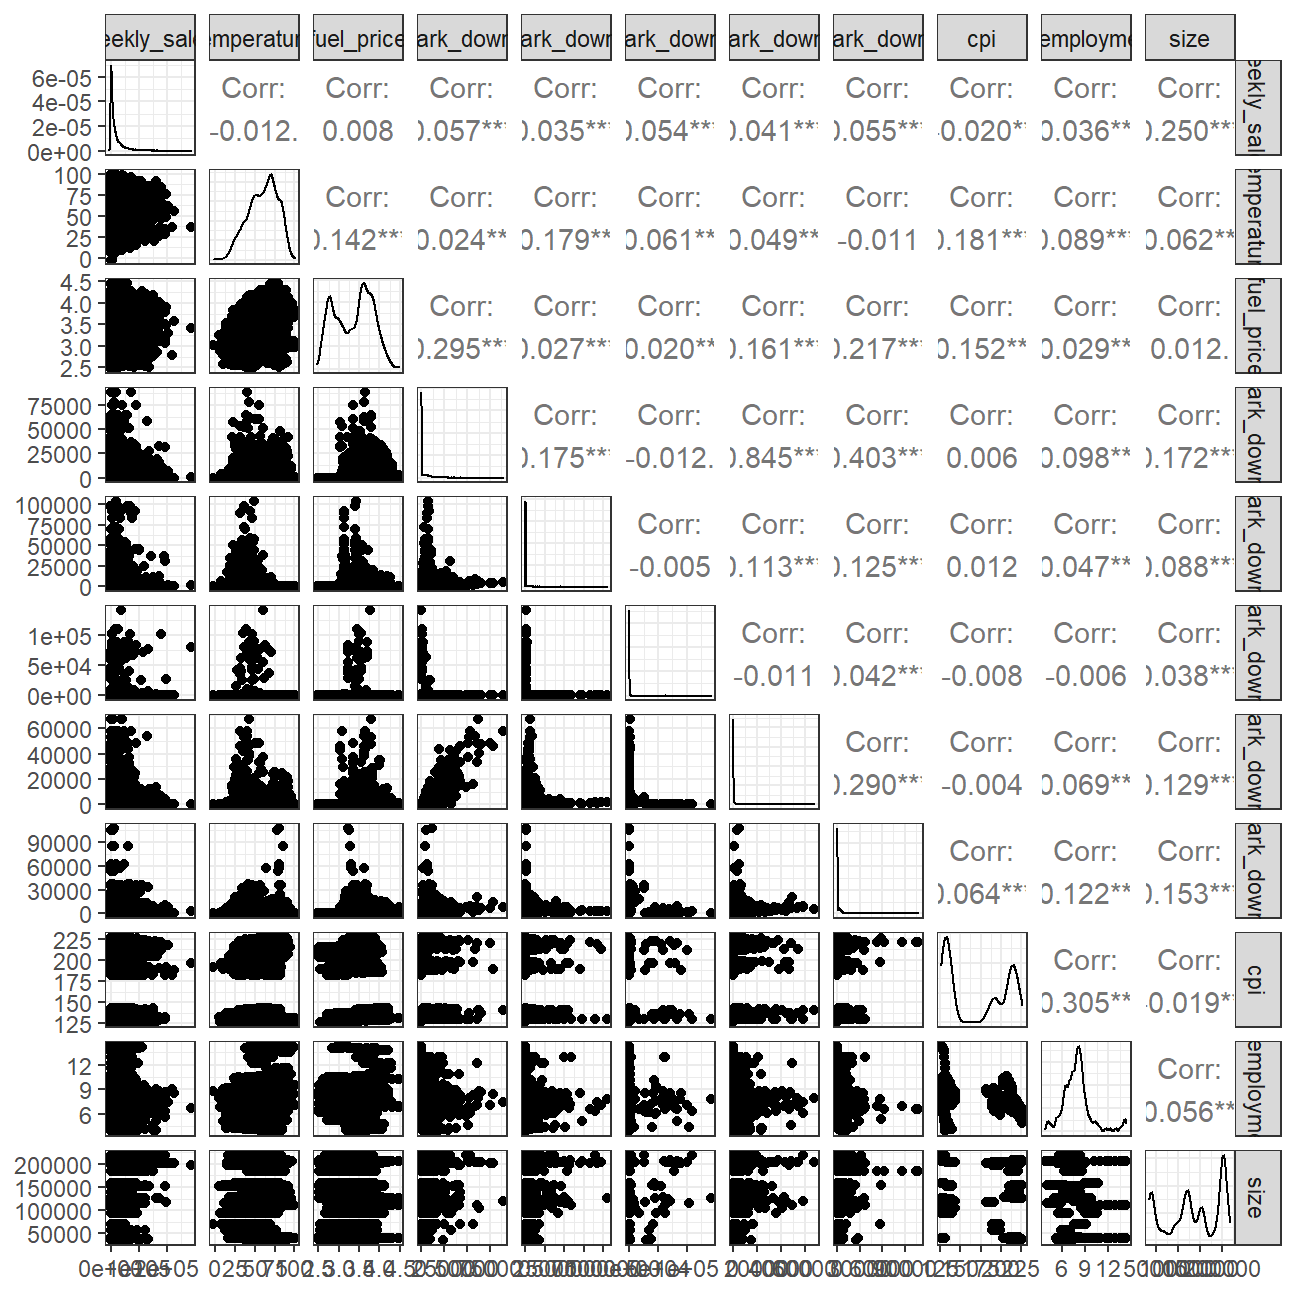 eekly_sale emperatur fuel_price ark_down ark_down ark_down ark_down ark_down cpi employme size
6e-05
4e-05
2e-05
0e+00
Corr: Corr: Corr: Corr: Corr: Corr: Corr: Corr: Corr: Corr:
-0.012. 0.008 0.057*** 0.035*** 0.054*** 0.041*** 0.055*** -0.020** 0.036*** 0.250***
eekly_sal
100
75
50
25
0
Corr: Corr: Corr: Corr: Corr: Corr: Corr: Corr: Corr:
0.142*** 0.024** 0.179*** 0.061** 0.049** -0.011 0.181*** 0.089*** 0.062**
emperatur
4.5
4.0
3.5
3.0
2.5
Corr: Corr: Corr: Corr: Corr: Corr: Corr: Corr:
0.295*** 0.027** 0.020** 0.161*** 0.217*** 0.152** 0.029** 0.012.
fuel_price
75000
50000
25000
0
Corr: Corr: Corr: Corr: Corr: Corr: Corr:
0.175*** -0.012. 0.845*** 0.403*** 0.006 0.098** 0.172***
ark_down
100000
75000
50000
25000
0
Corr: Corr: Corr: Corr: Corr: Corr:
-0.005 0.113*** 0.125*** 0.012 0.047** 0.088***
ark_down
1e+05
5e+04
0e+00
Corr: Corr: Corr: Corr: Corr:
-0.011 0.042*** -0.008 -0.006 0.038***
ark_down
60000
40000
20000
0
Corr: Corr: Corr: Corr:
0.290*** -0.004 0.069** 0.129***
ark_down
90000
60000
30000
0
Corr: Corr: Corr:
0.064*** 0.122** 0.153***
ark_down
225
200
175
150
125
Corr: Corr:
0.305** -0.019**
cpi
12
9
6
Corr:
0.056**
employme
200000
150000
100000
50000
size
6 9 12